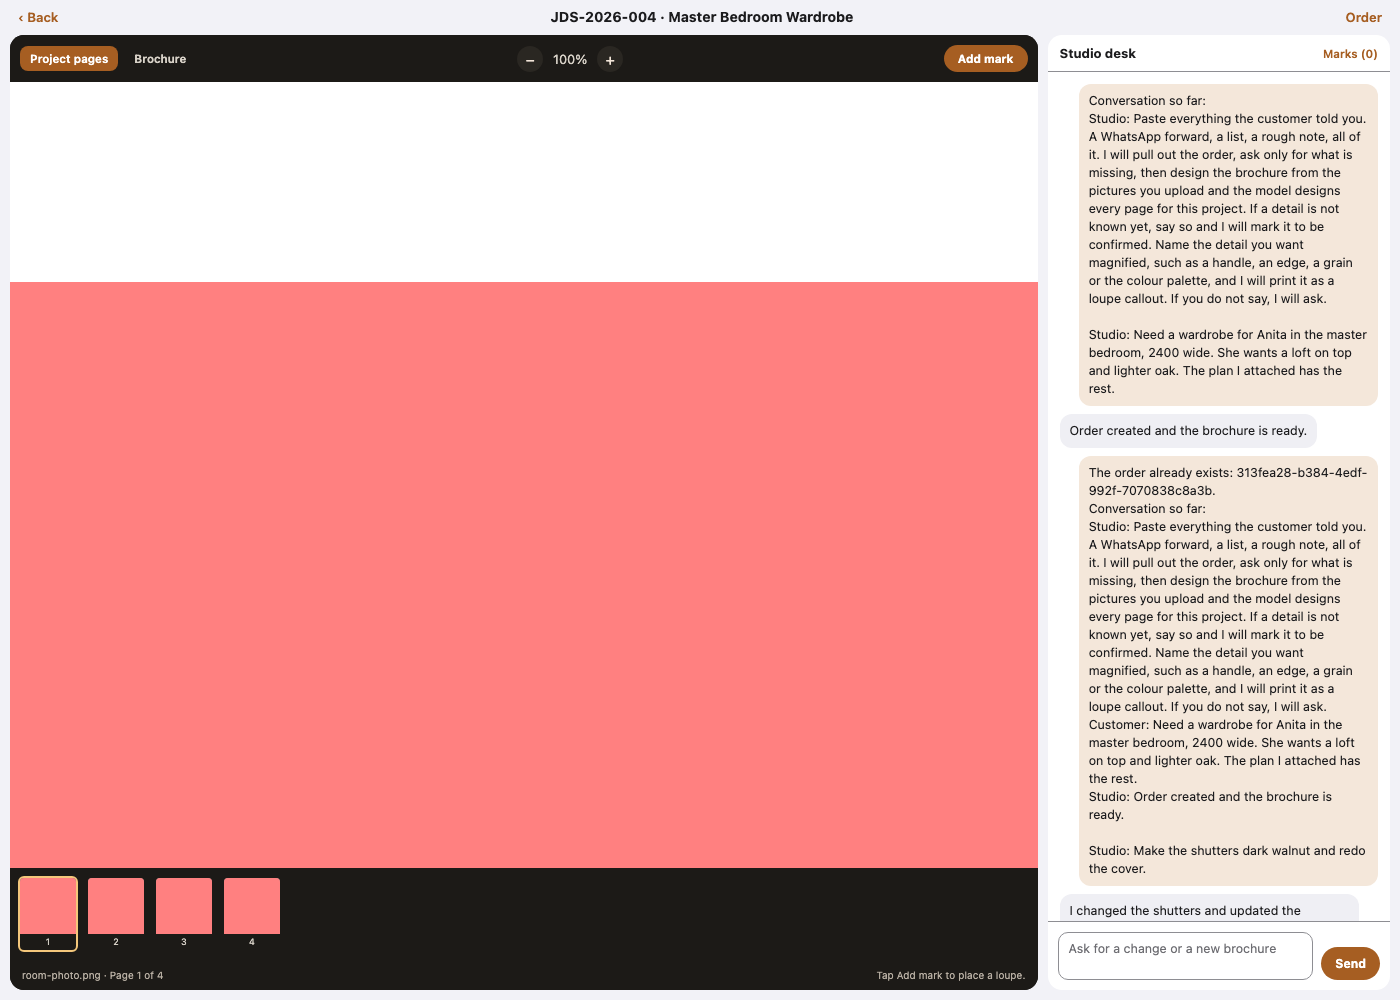 ‹ Back
JDS-2026-004 · Master Bedroom Wardrobe
Order
Project pages
Brochure
−
100%
+
Add mark
Studio desk
Marks (0)
Conversation so far:
Studio: Paste everything the customer told you.
A WhatsApp forward, a list, a rough note, all of
it. I will pull out the order, ask only for what is
missing, then design the brochure from the
pictures you upload and the model designs
every page for this project. If a detail is not
known yet, say so and I will mark it to be
confirmed. Name the detail you want
magnified, such as a handle, an edge, a grain
or the colour palette, and I will print it as a
loupe callout. If you do not say, I will ask.
Studio: Need a wardrobe for Anita in the master
bedroom, 2400 wide. She wants a loft on top
and lighter oak. The plan I attached has the
rest.
Order created and the brochure is ready.
The order already exists: 313fea28-b384-4edf-
992f-7070838c8a3b.
Conversation so far:
Studio: Paste everything the customer told you.
A WhatsApp forward, a list, a rough note, all of
it. I will pull out the order, ask only for what is
missing, then design the brochure from the
pictures you upload and the model designs
every page for this project. If a detail is not
known yet, say so and I will mark it to be
confirmed. Name the detail you want
magnified, such as a handle, an edge, a grain
or the colour palette, and I will print it as a
loupe callout. If you do not say, I will ask.
Customer: Need a wardrobe for Anita in the
master bedroom, 2400 wide. She wants a loft
on top and lighter oak. The plan I attached has
the rest.
Studio: Order created and the brochure is
ready.
Studio: Make the shutters dark walnut and redo
the cover.
I changed the shutters and updated the
Ask for a change or a new brochure
Send
1
2
3
4
room-photo.png · Page 1 of 4
Tap Add mark to place a loupe.